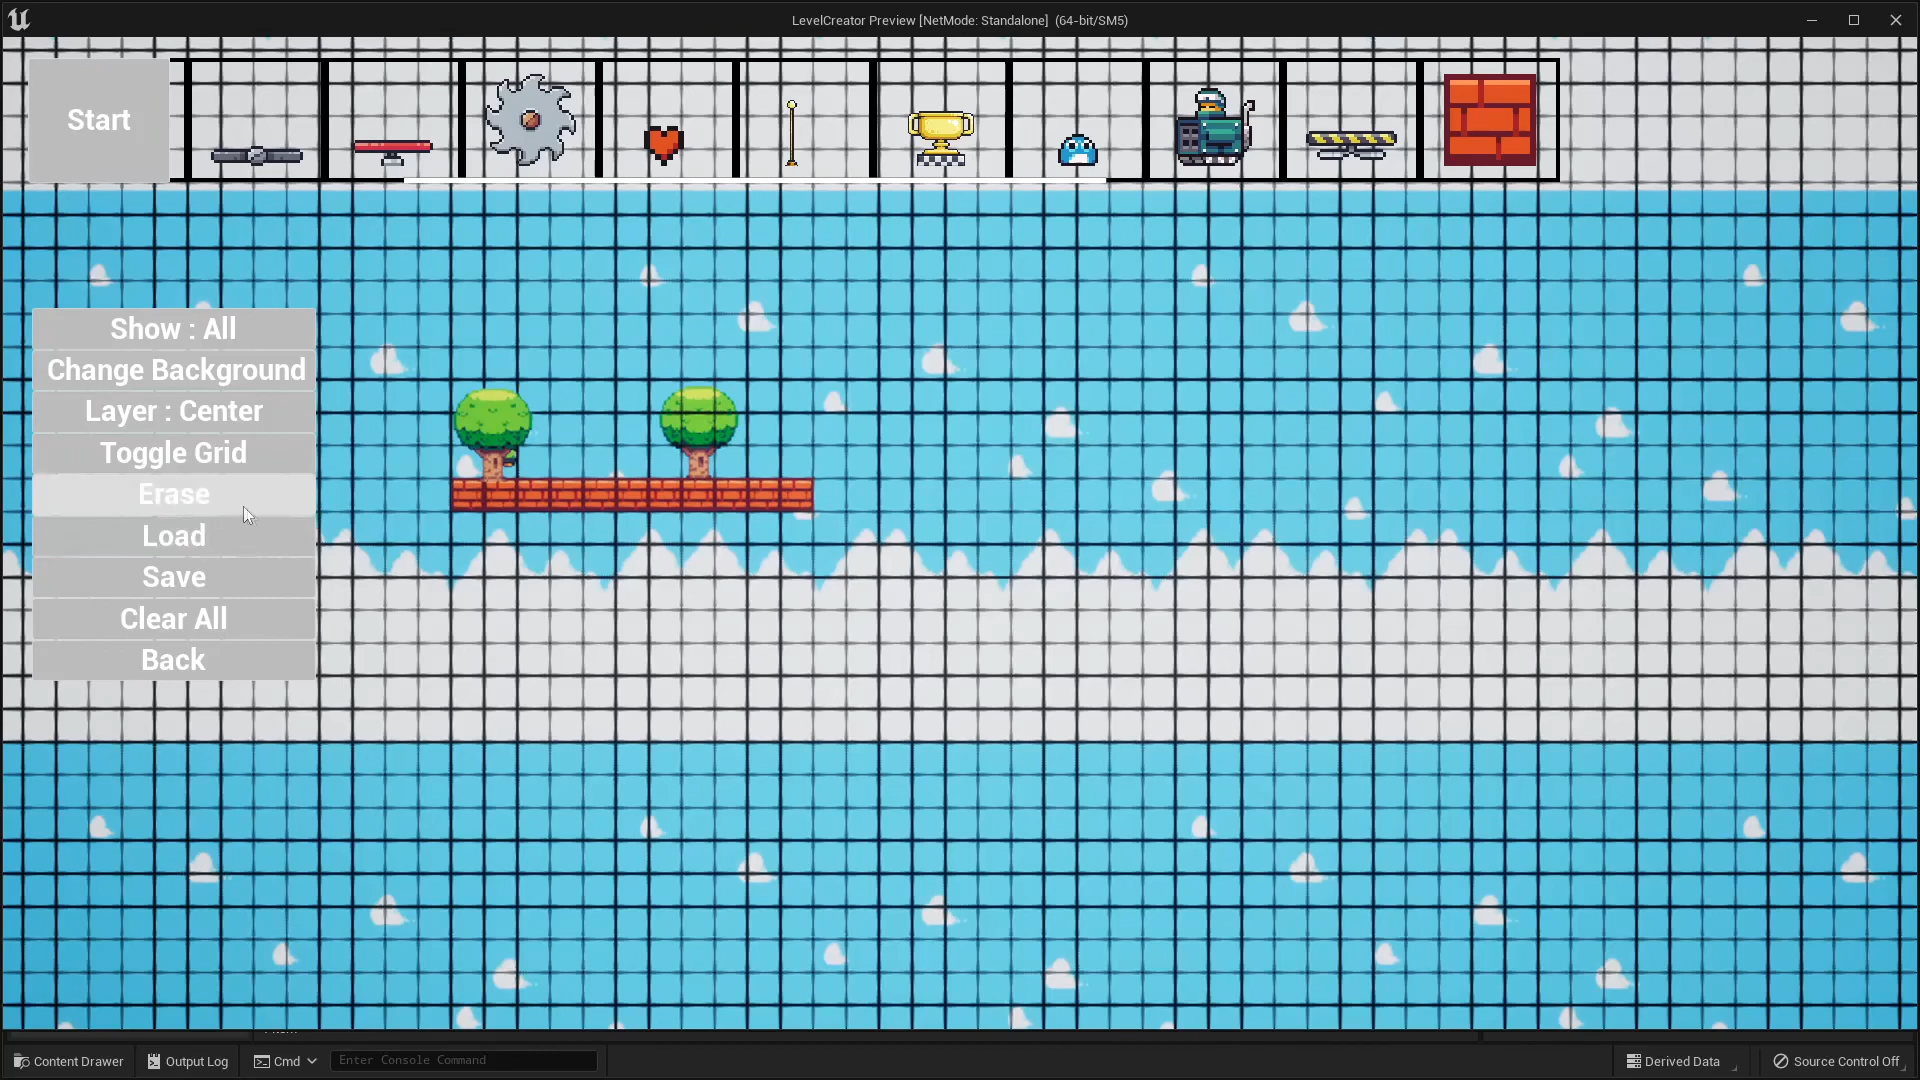 LevelCreator Preview [NetMode: Standalone]  (64-bit/SM5)
Start
Show : All
Change Background
Layer : Center
Toggle Grid
Erase
Load
Save
Clear All
Back
Content Drawer
Output Log
Cmd
Enter Console Command
Derived Data
Source Control Off